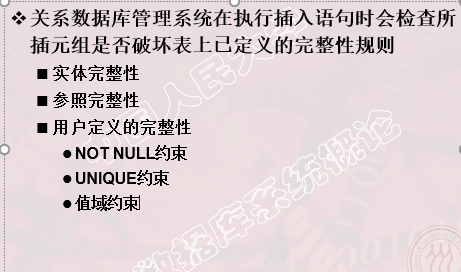 ❖关系数据库管理系统在执行插入语句时会检查所
插元组是否破坏表上已定义的完整性规则
■实体完整性
■参照完整性
■用户定义的完整性
●NOT NULL约束
●UNIQUE约束
●值域约束